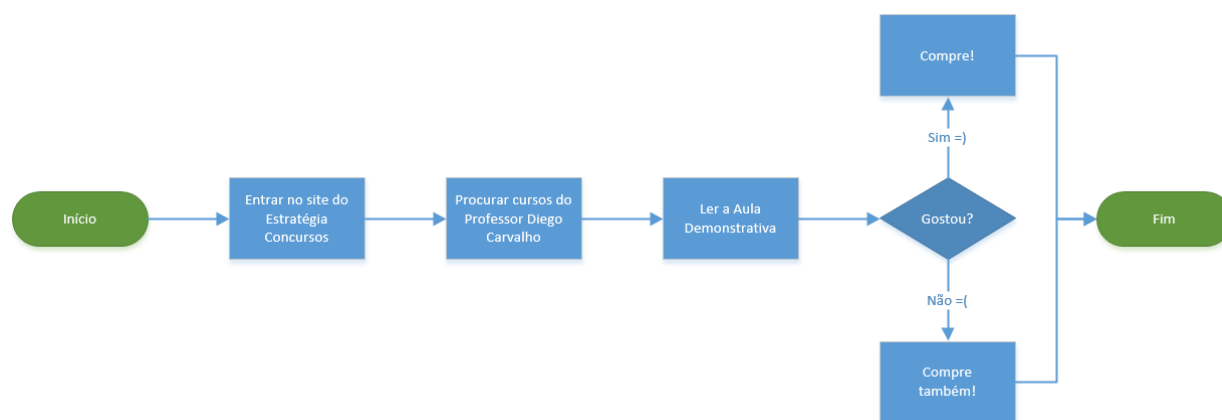 Início
Entrar no site do
Estratégia
Concursos
Procurar cursos do
Professor Diego
Carvalho
Ler a Aula
Demonstrativa
Gostou?
Sim =)
Compre!
Não =(
Compre
também!
Fim